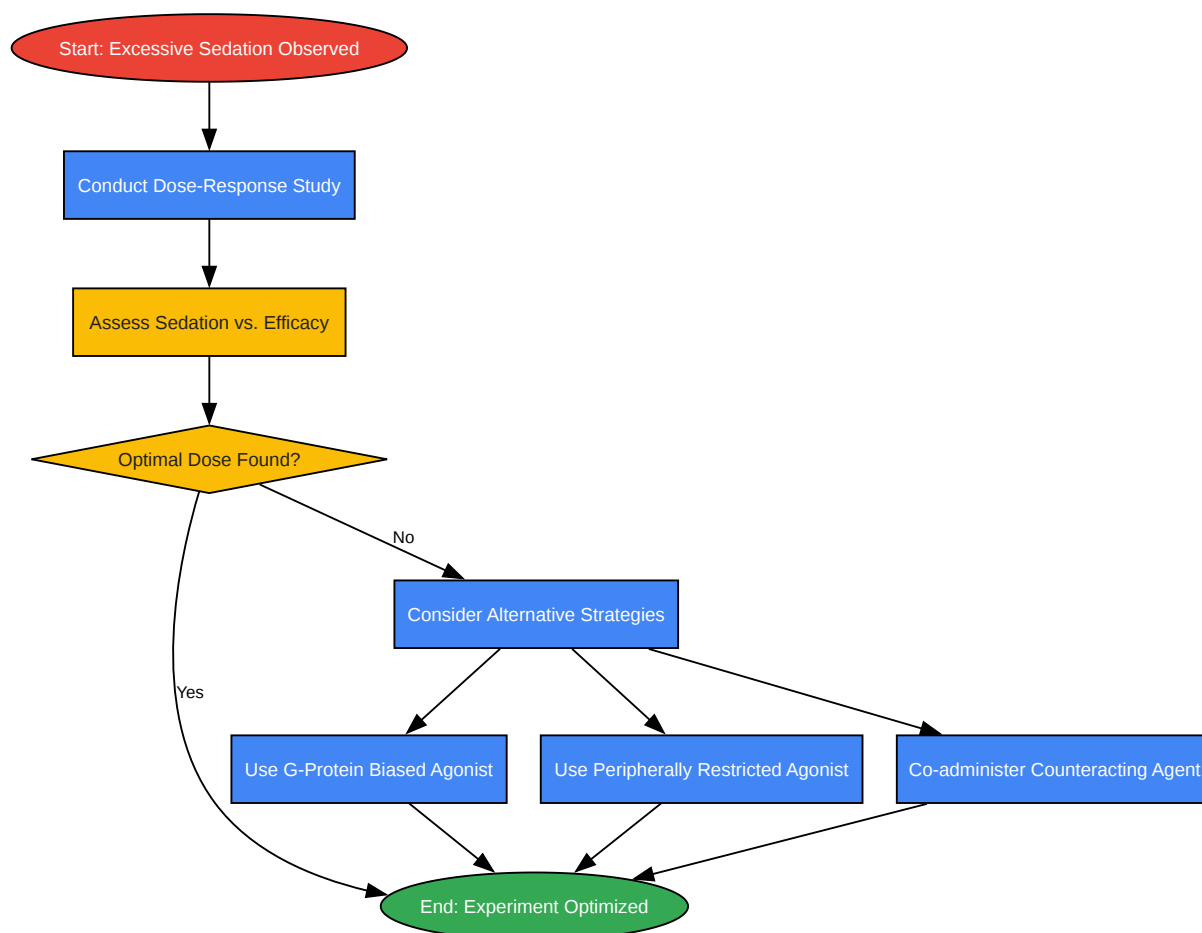 Start: Excessive Sedation Observed
Conduct Dose-Response Study
Assess Sedation vs. Efficacy
Optimal Dose Found?
No
Consider Alternative Strategies
Yes
Use G-Protein Biased Agonist
Use Peripherally Restricted Agonist
Co-administer Counteracting Agent
End: Experiment Optimized